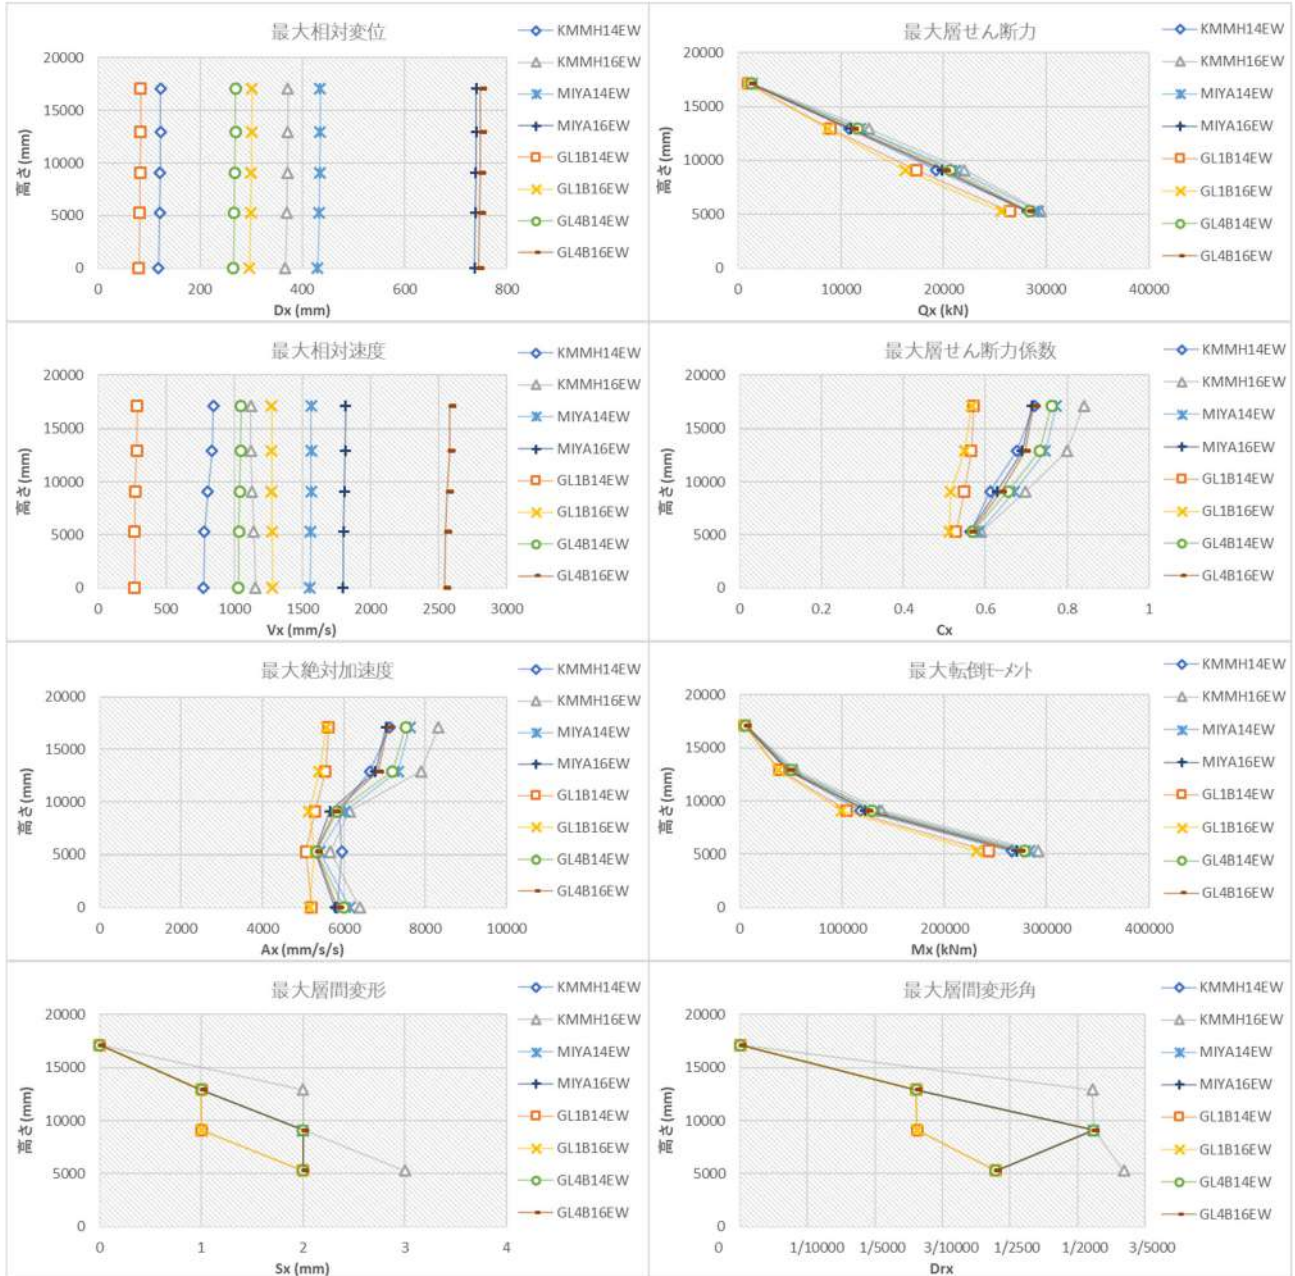 最大相対変位
高さ(mm)
20000
15000
10000
5000
0
0 200 400 600 800
Dx (mm)
KMMH14EW
KMMH16EW
MIYA14EW
MIYA16EW
GL1B14EW
GL1B16EW
GL4B14EW
GL4B16EW
最大層せん断力
高さ(mm)
20000
15000
10000
5000
0
0 10000 20000 30000 40000
Qx (kN)
KMMH14EW
KMMH16EW
MIYA14EW
MIYA16EW
GL1B14EW
GL1B16EW
GL4B14EW
GL4B16EW
最大相対速度
高さ(mm)
20000
15000
10000
5000
0
0 500 1000 1500 2000 2500 3000
Vx (mm/s)
KMMH14EW
KMMH16EW
MIYA14EW
MIYA16EW
GL1B14EW
GL1B16EW
GL4B14EW
GL4B16EW
最大層せん断力係数
高さ(mm)
20000
15000
10000
5000
0
0 0.2 0.4 0.6 0.8 1
Cx
KMMH14EW
KMMH16EW
MIYA14EW
MIYA16EW
GL1B14EW
GL1B16EW
GL4B14EW
GL4B16EW
最大絶対加速度
高さ(mm)
20000
15000
10000
5000
0
0 2000 4000 6000 8000 10000
Ax (mm/s/s)
KMMH14EW
KMMH16EW
MIYA14EW
MIYA16EW
GL1B14EW
GL1B16EW
GL4B14EW
GL4B16EW
最大転倒ﾓｰﾒﾝﾄ
高さ(mm)
20000
15000
10000
5000
0
0 100000 200000 300000 400000
Mx (kNm)
KMMH14EW
KMMH16EW
MIYA14EW
MIYA16EW
GL1B14EW
GL1B16EW
GL4B14EW
GL4B16EW
最大層間変形
高さ(mm)
20000
15000
10000
5000
0
0 1 2 3 4
Sx (mm)
KMMH14EW
KMMH16EW
MIYA14EW
MIYA16EW
GL1B14EW
GL1B16EW
GL4B14EW
GL4B16EW
最大層間変形角
高さ(mm)
20000
15000
10000
5000
0
0 1/10000 1/5000 3/10000 1/2500 1/2000 3/5000
Drx
KMMH14EW
KMMH16EW
MIYA14EW
MIYA16EW
GL1B14EW
GL1B16EW
GL4B14EW
GL4B16EW